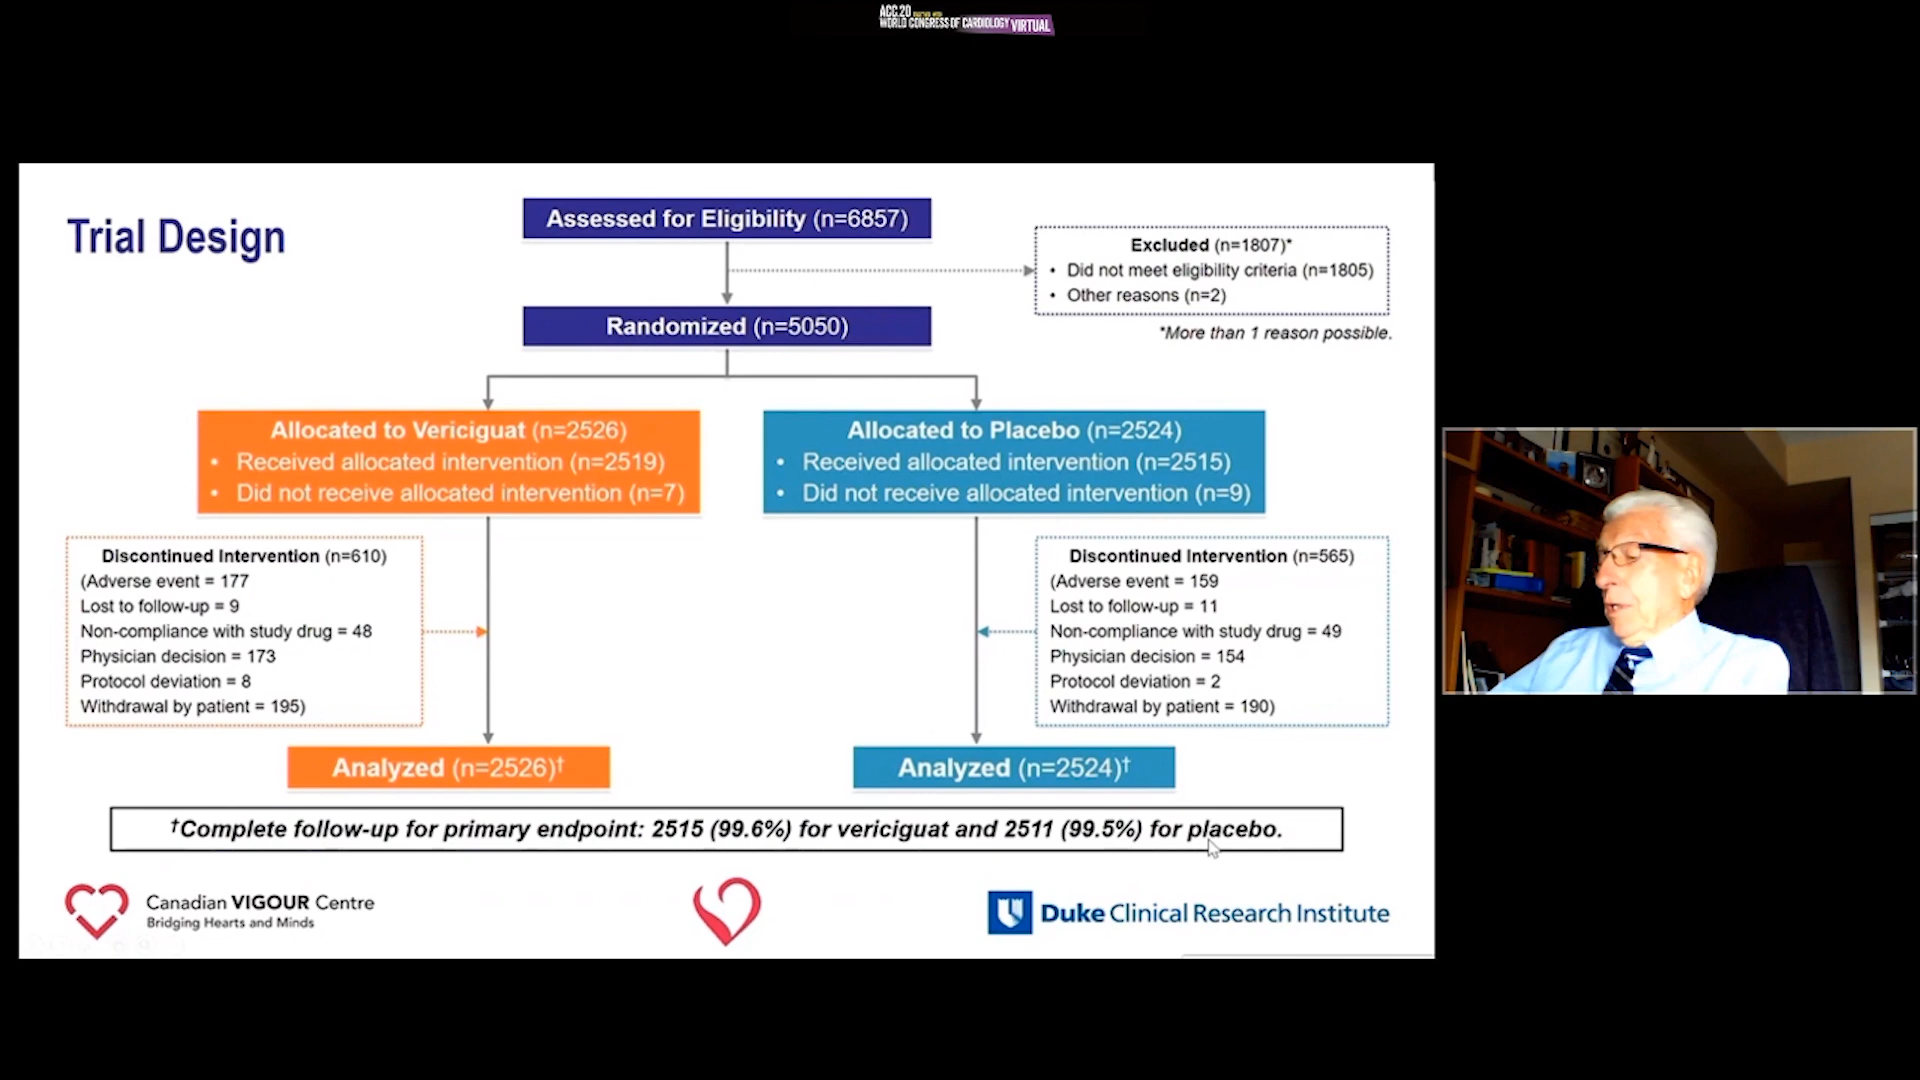 ACC.20
WORLD CONGRESS OF CARDIOLOGY VIRTUAL
Trial Design
Assessed for Eligibility (n=6857)
Excluded (n=1807)*
• Did not meet eligibility criteria (n=1805)
• Other reasons (n=2)
*More than 1 reason possible.
Randomized (n=5050)
Allocated to Vericiguat (n=2526)
• Received allocated intervention (n=2519)
• Did not receive allocated intervention (n=7)
Allocated to Placebo (n=2524)
• Received allocated intervention (n=2515)
• Did not receive allocated intervention (n=9)
Discontinued Intervention (n=610)
(Adverse event = 177
Lost to follow-up = 9
Non-compliance with study drug = 48
Physician decision = 173
Protocol deviation = 8
Withdrawal by patient = 195)
Discontinued Intervention (n=565)
(Adverse event = 159
Lost to follow-up = 11
Non-compliance with study drug = 49
Physician decision = 154
Protocol deviation = 2
Withdrawal by patient = 190)
Analyzed (n=2526)†
Analyzed (n=2524)†
†Complete follow-up for primary endpoint: 2515 (99.6%) for vericiguat and 2511 (99.5%) for placebo.
Canadian VIGOUR Centre
Bridging Hearts and Minds
Duke Clinical Research Institute